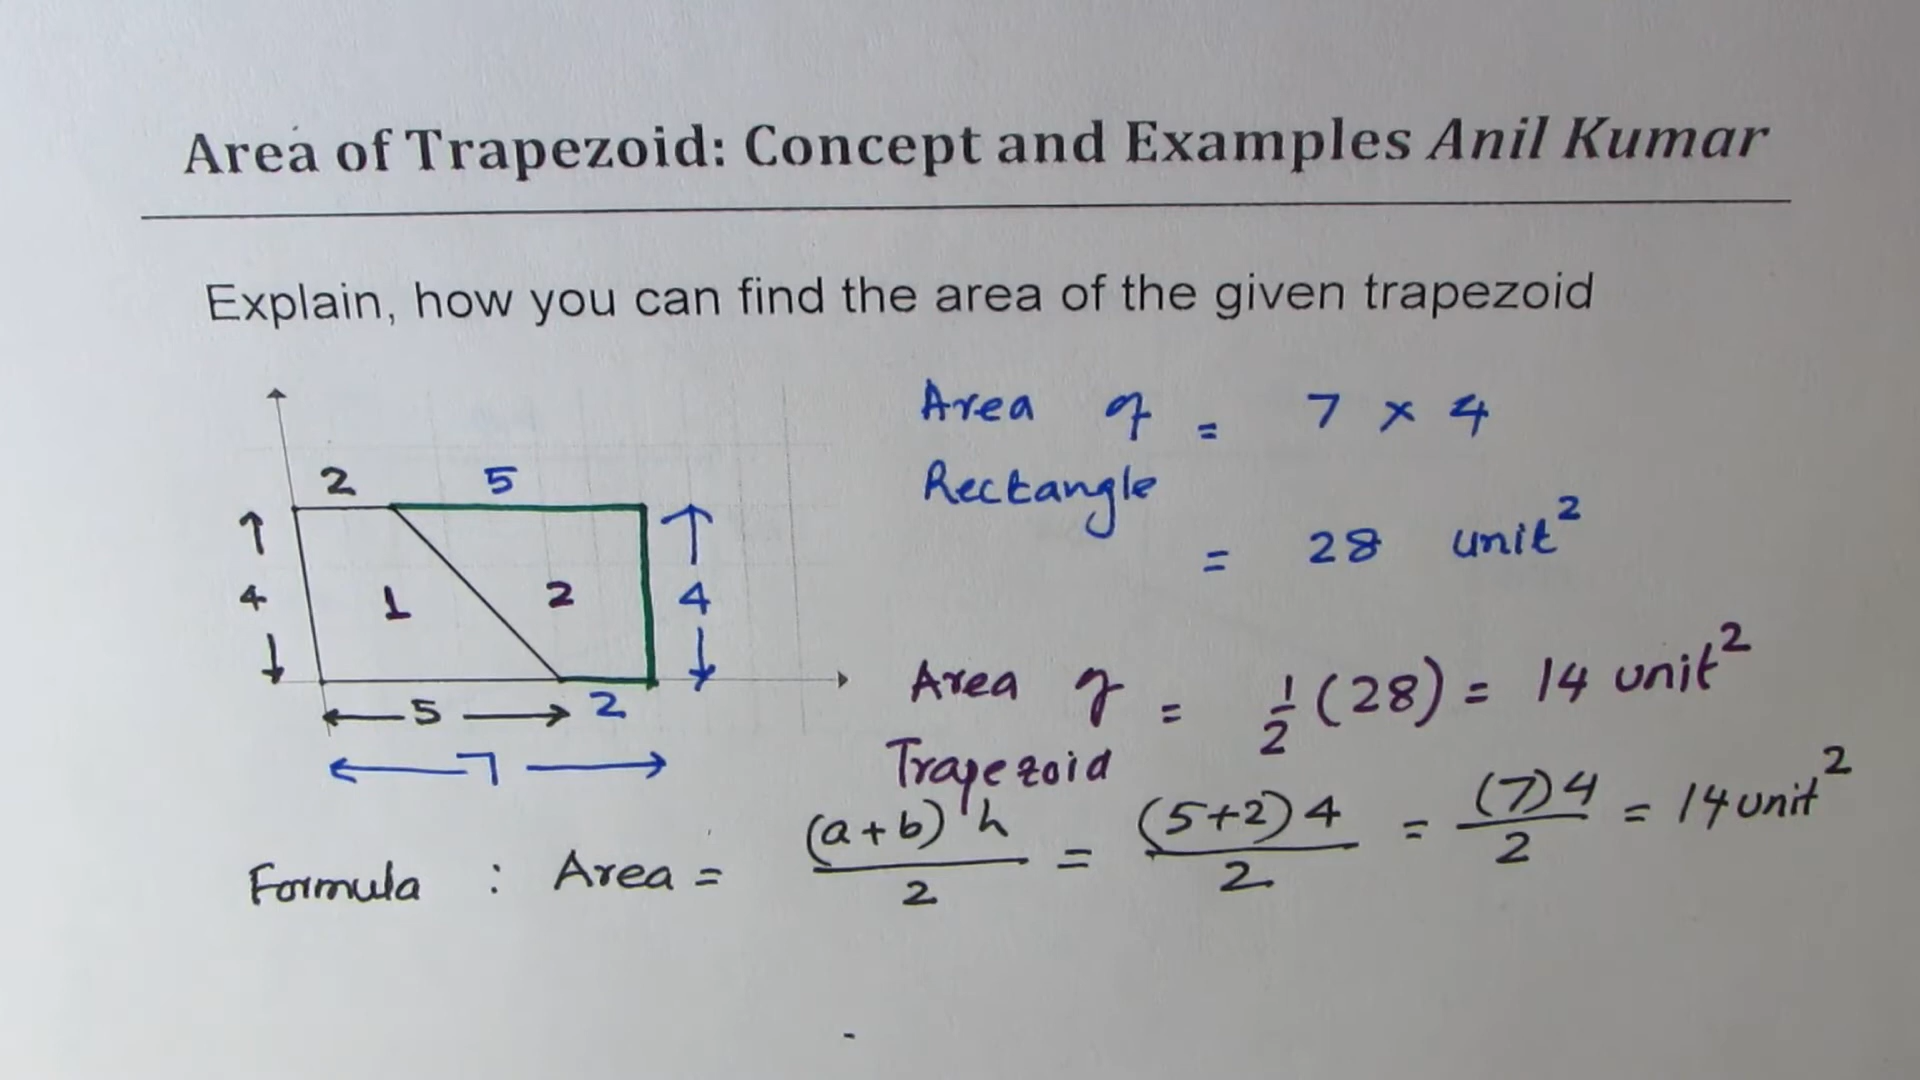 Area of Trapezoid: Concept and Examples Anil Kumar
Explain, how you can find the area of the given trapezoid
2 5
4 1 2 4
5 2
7
Area of = 7 × 4
Rectangle
= 28 unit²
Area of = 1/2 (28) = 14 unit²
Trapezoid
Formula : Area = (a+b) h / 2 = (5+2) 4 / 2 = (7) 4 / 2 = 14 unit²